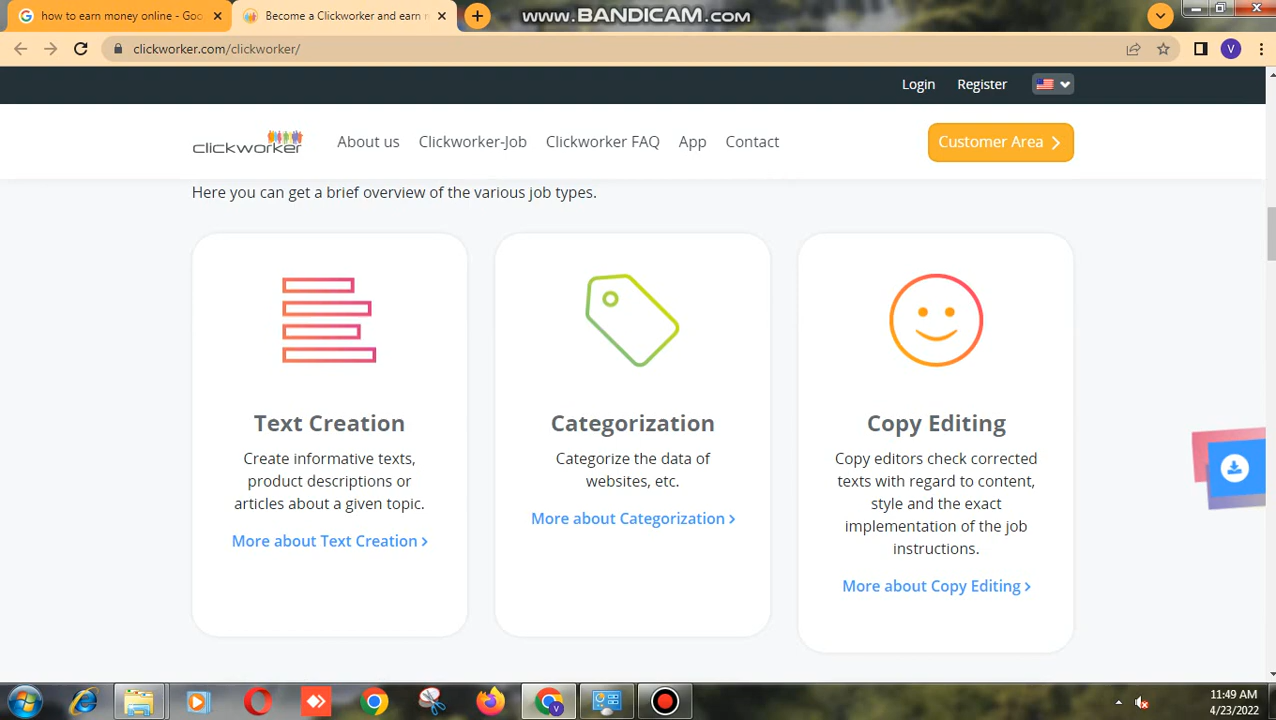 how to earn money online - Goo
Become a Clickworker and earn
www.BANDICAM.com
clickworker.com/clickworker/
V
Login
Register
clickworker
About us
Clickworker-Job
Clickworker FAQ
App
Contact
Customer Area
Here you can get a brief overview of the various job types.
Text Creation
Create informative texts,
product descriptions or
articles about a given topic.
More about Text Creation
Categorization
Categorize the data of
websites, etc.
More about Categorization
Copy Editing
Copy editors check corrected
texts with regard to content,
style and the exact
implementation of the job
instructions.
More about Copy Editing
11:49 AM
4/23/2022